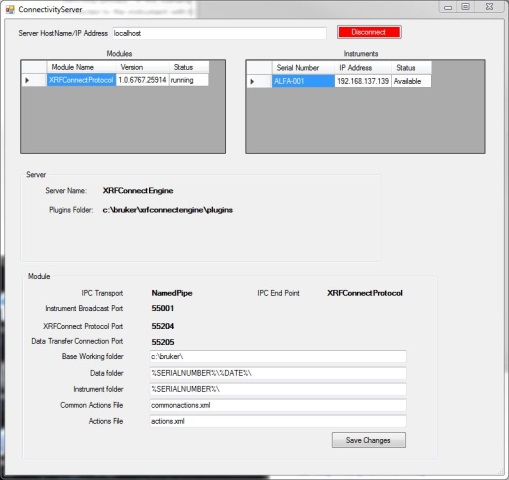 ConnectivityServer
Server HostName/IP Address localhost Disconnect
Modules Instruments
Module Name Version Status Serial Number IP Address Status
XRFConnectProtocol 1.0.6767.25914 running ALFA-001 192.168.137.139 Available
Server
Server Name: XRFConnectEngine
Plugins Folder: c:\bruker\xrfconnectengine\plugins
Module
IPC Transport NamedPipe IPC End Point XRFConnectProtocol
Instrument Broadcast Port 55001
XRFConnect Protocol Port 55204
Data Transfer Connection Port 55205
Base Working folder c:\bruker\
Data folder %SERIALNUMBER%\%DATE%\
Instrument folder %SERIALNUMBER%\
Common Actions File commonactions.xml
Actions File actions.xml
Save Changes